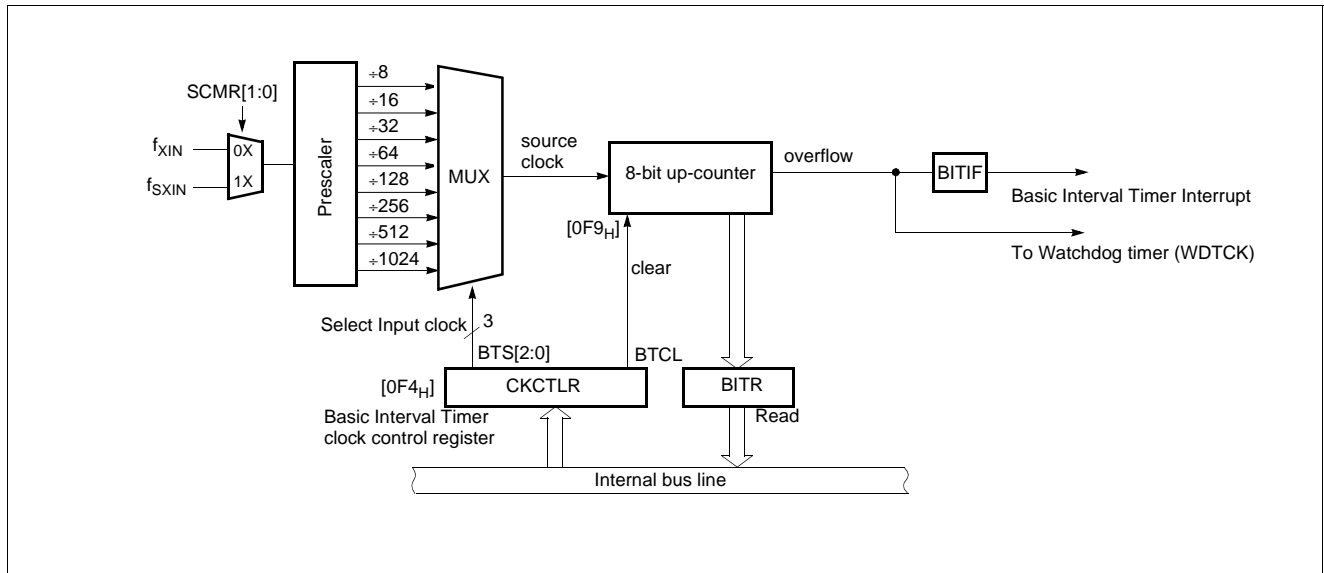 SCMR[1:0]
fXIN
fSXIN
0X
1X
Prescaler
÷8
÷16
÷32
÷64
÷128
÷256
÷512
÷1024
MUX
source
clock
8-bit up-counter
overflow
BITIF
Basic Interval Timer Interrupt
To Watchdog timer (WDTCK)
[0F9H]
clear
Select Input clock
3
BTS[2:0]
BTCL
[0F4H]
CKCTLR
BITR
Basic Interval Timer
clock control register
Read
Internal bus line